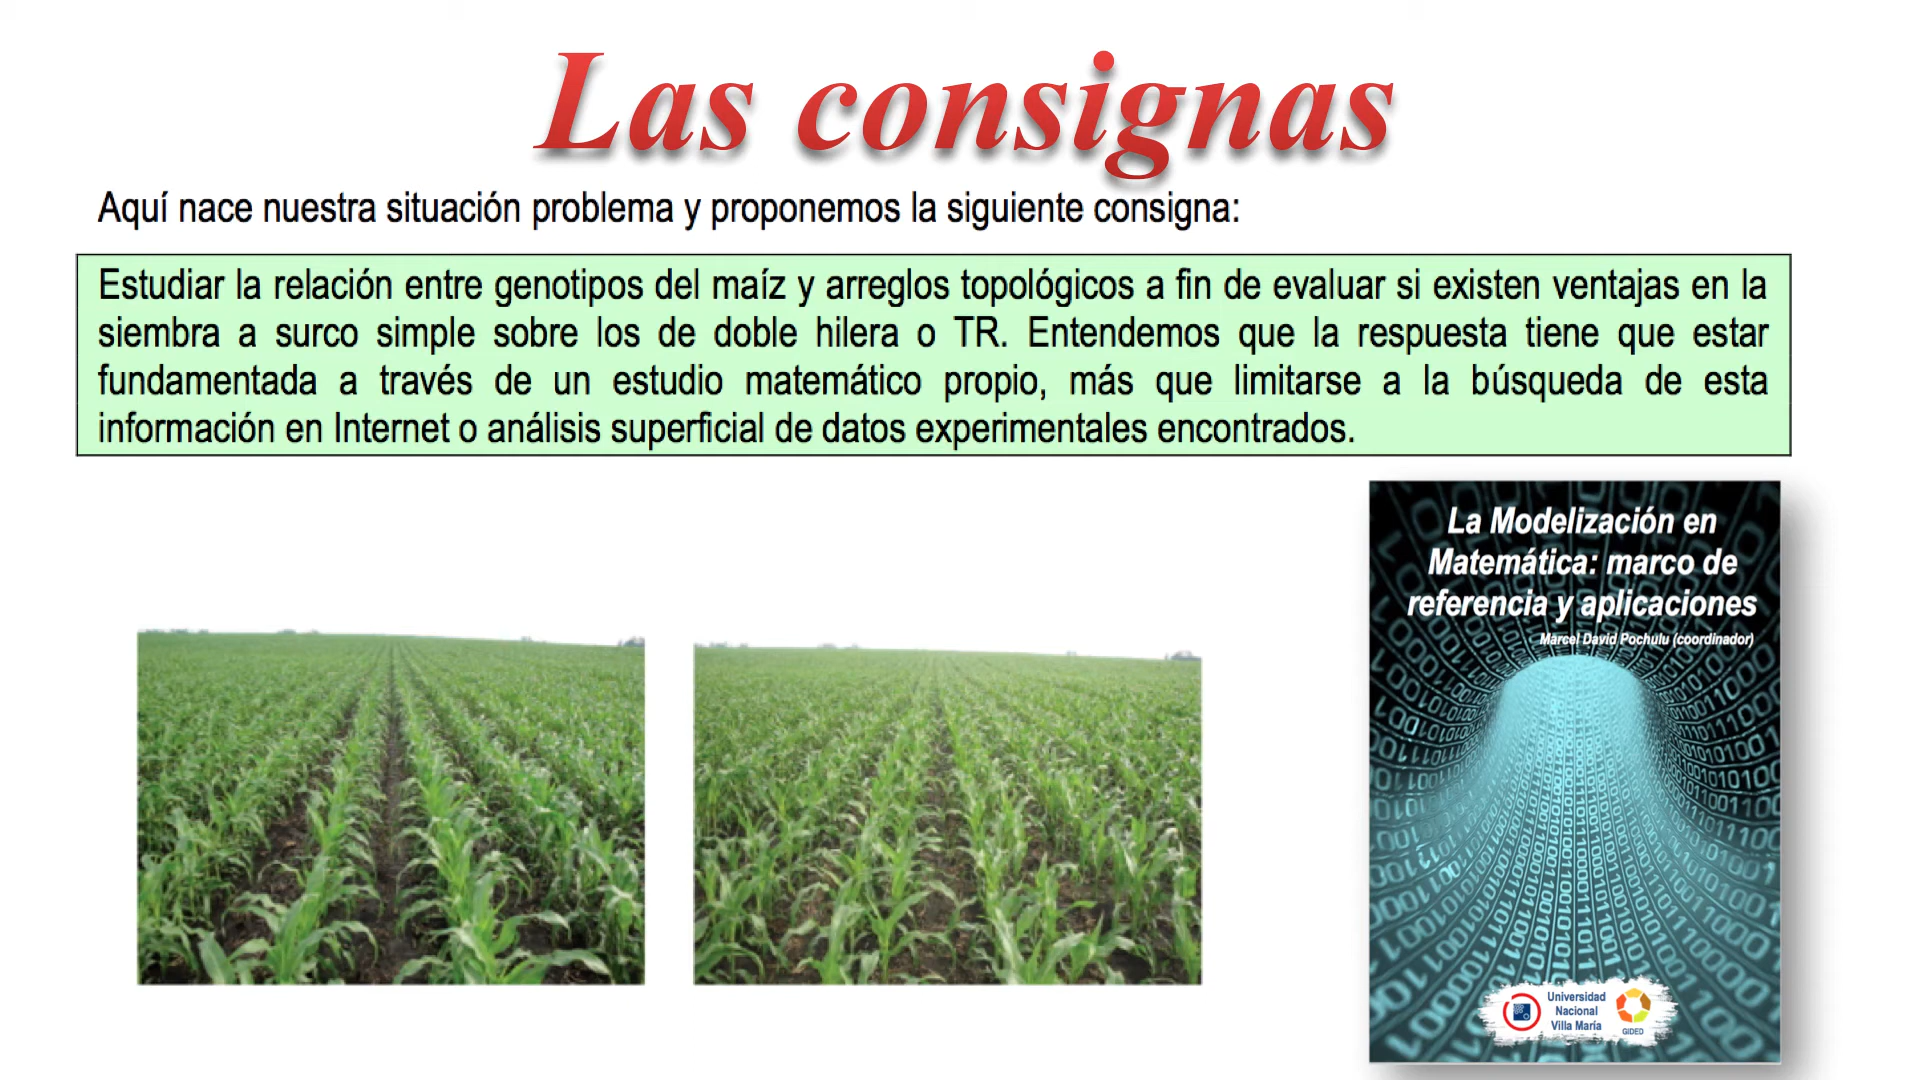 Las consignas
Aquí nace nuestra situación problema y proponemos la siguiente consigna:
Estudiar la relación entre genotipos del maíz y arreglos topológicos a fin de evaluar si existen ventajas en la
siembra a surco simple sobre los de doble hilera o TR. Entendemos que la respuesta tiene que estar
fundamentada a través de un estudio matemático propio, más que limitarse a la búsqueda de esta
información en Internet o análisis superficial de datos experimentales encontrados.
La Modelización en
Matemática: marco de
referencia y aplicaciones
Marcel David Pochulu (coordinador)
Universidad
Nacional
Villa María
GIDED